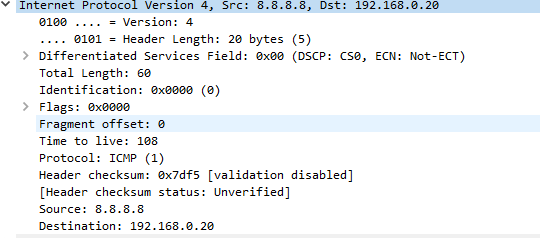 Internet Protocol Version 4, Src: 8.8.8.8, Dst: 192.168.0.20
0100 .... = Version: 4
.... 0101 = Header Length: 20 bytes (5)
Differentiated Services Field: 0x00 (DSCP: CS0, ECN: Not-ECT)
Total Length: 60
Identification: 0x0000 (0)
Flags: 0x0000
Fragment offset: 0
Time to live: 108
Protocol: ICMP (1)
Header checksum: 0x7df5 [validation disabled]
[Header checksum status: Unverified]
Source: 8.8.8.8
Destination: 192.168.0.20